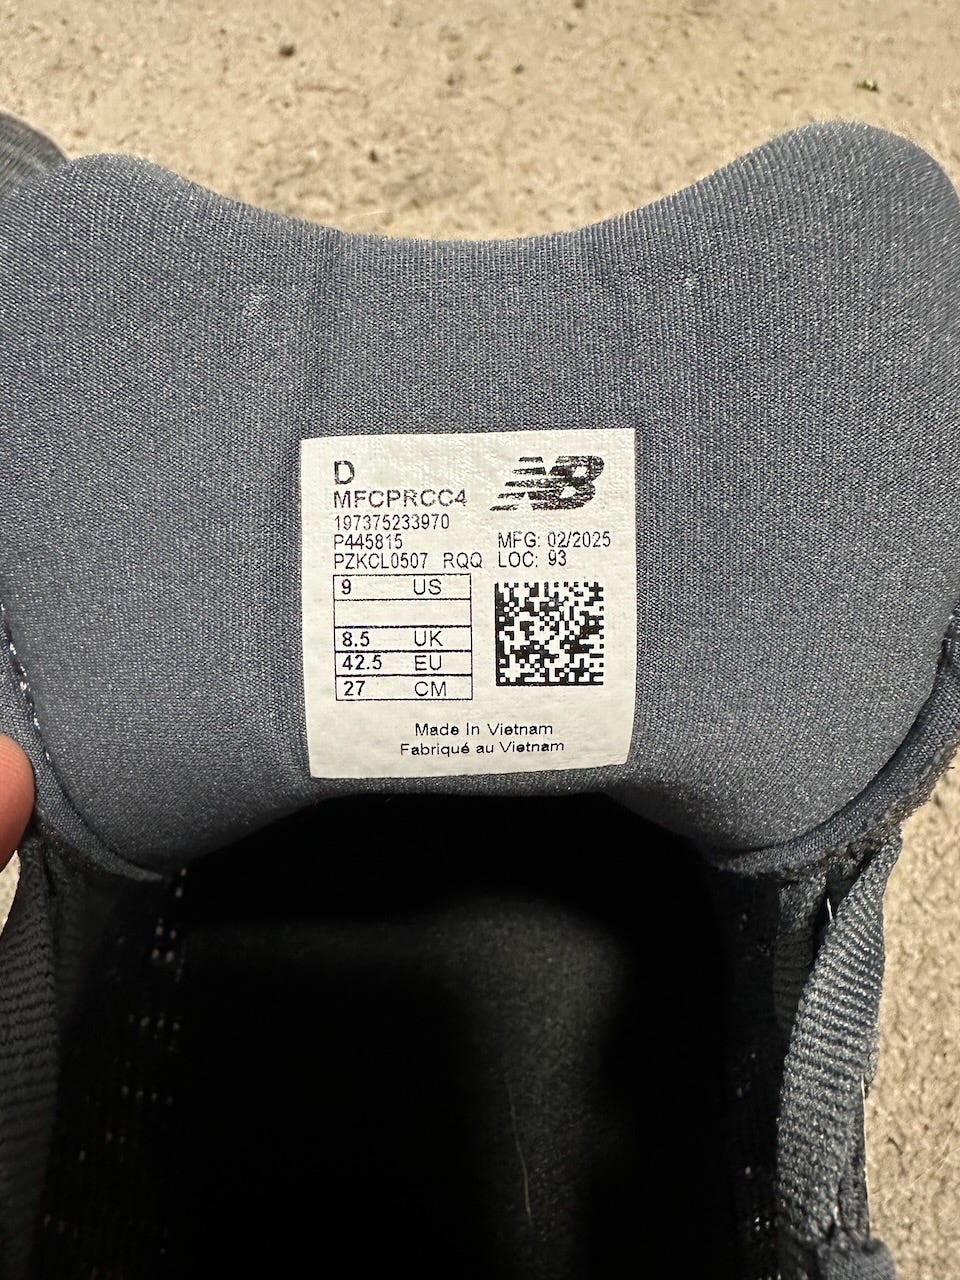 D
NB
MFCPRCC4
197375233970
P445815 MFG: 02/2025
PZKCL0507 RQQ LOC: 93
9 US
8.5 UK
42.5 EU
27 CM
Made In Vietnam
Fabriqué au Vietnam